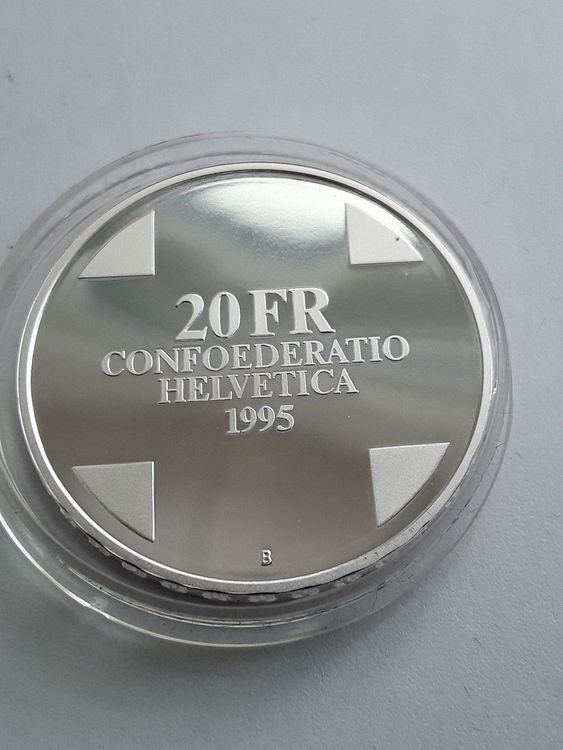 20 FR
CONFOEDERATIO
HELVETICA
1995
B